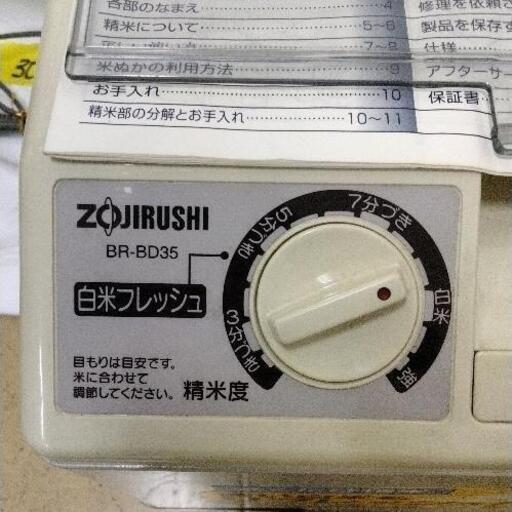 各部のなまえ 4
精米について 5~6
7~8
米ぬかの利用方法 9
お手入れ 10
精米部の分解とお手入れ 10~11
修理を依頼さ
製品を保存す
仕様
アフターサー
保証書
30
ZOJIRUSHI
BR-BD35
白米フレッシュ
3分づき
5分づき
7分づき
白米
強
目もりは目安です。
米に合わせて
調節してください。
精米度